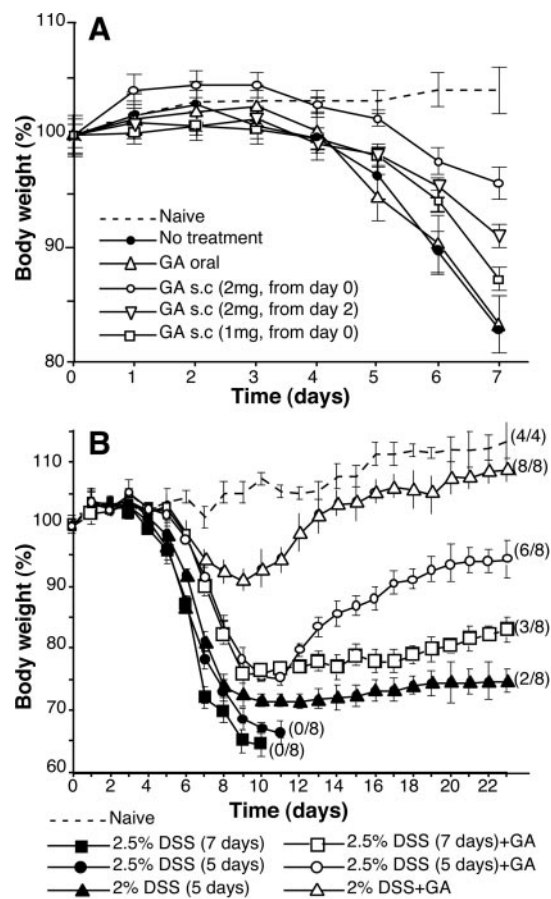 A
Body weight (%)
110
100
90
80
Naive
No treatment
GA oral
GA s.c (2mg, from day 0)
GA s.c (2mg, from day 2)
GA s.c (1mg, from day 0)
0 1 2 3 4 5 6 7
Time (days)
B
Body weight (%)
110
100
90
80
70
60
(4/4)
(8/8)
(6/8)
(3/8)
(2/8)
(0/8)
(0/8)
0 2 4 6 8 10 12 14 16 18 20 22
Time (days)
Naive
2.5% DSS (7 days) 2.5% DSS (7 days)+GA
2.5% DSS (5 days) 2.5% DSS (5 days)+GA
2% DSS (5 days) 2% DSS+GA